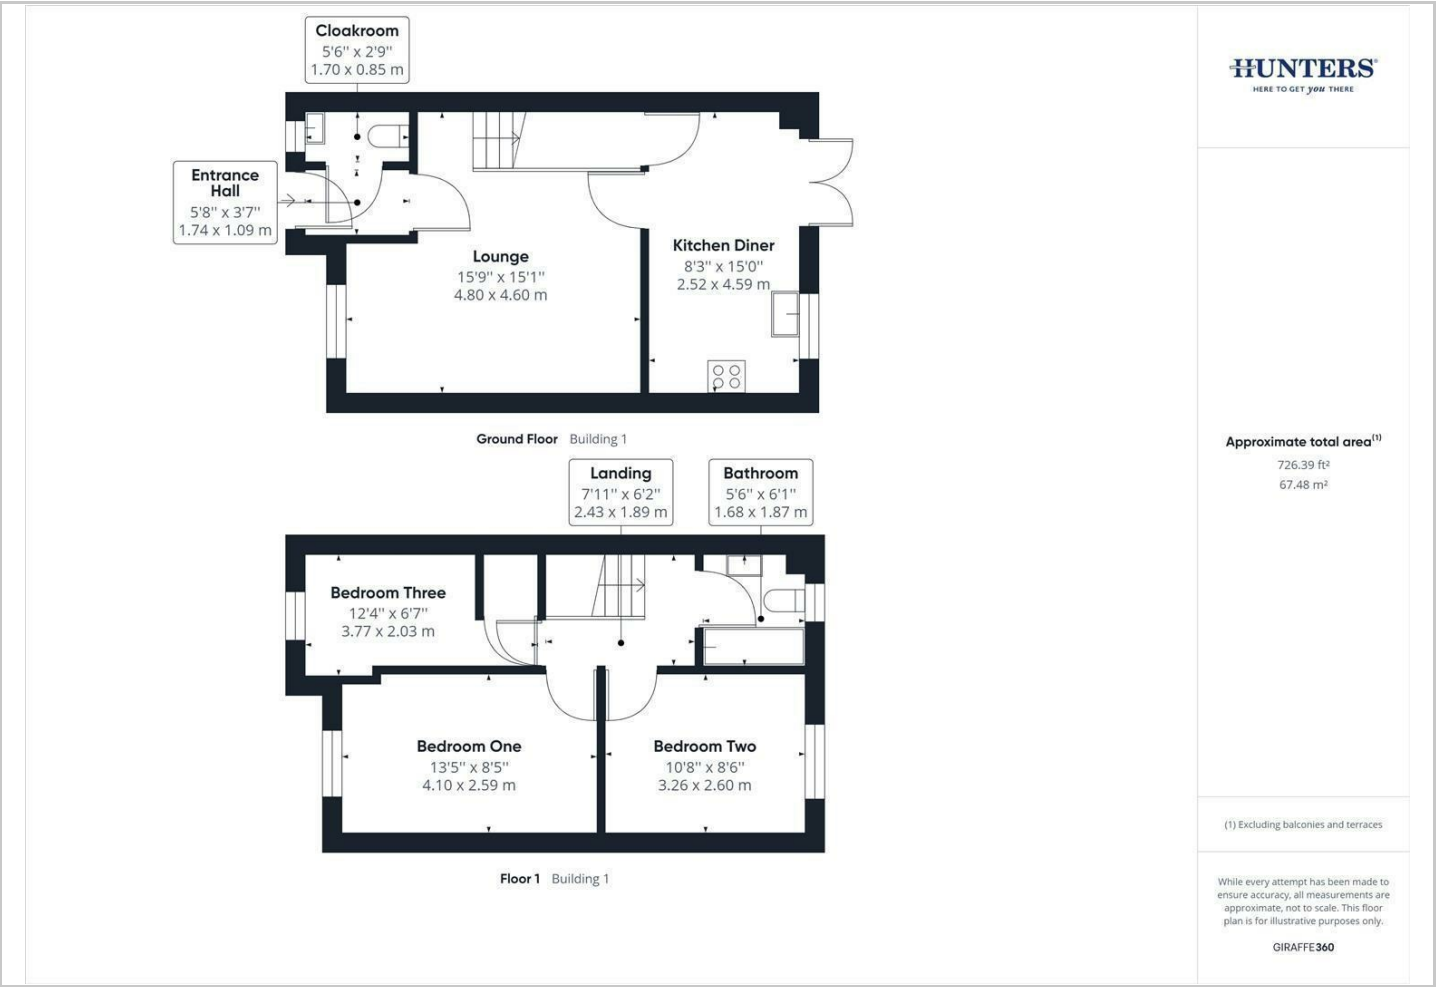 Cloakroom
5'6" x 2'9"
1.70 x 0.85 m
Entrance
Hall
5'8" x 3'7"
1.74 x 1.09 m
Lounge
15'9" x 15'1"
4.80 x 4.60 m
Kitchen Diner
8'3" x 15'0"
2.52 x 4.59 m
Ground Floor Building 1
Landing
7'11" x 6'2"
2.43 x 1.89 m
Bathroom
5'6" x 6'1"
1.68 x 1.87 m
Bedroom Three
12'4" x 6'7"
3.77 x 2.03 m
Bedroom One
13'5" x 8'5"
4.10 x 2.59 m
Bedroom Two
10'8" x 8'6"
3.26 x 2.60 m
Floor 1 Building 1
HUNTERS®
HERE TO GET you THERE
Approximate total area(1)
726.39 ft²
67.48 m²
(1) Excluding balconies and terraces
While every attempt has been made to
ensure accuracy, all measurements are
approximate, not to scale. This floor
plan is for illustrative purposes only.
GIRAFFE360